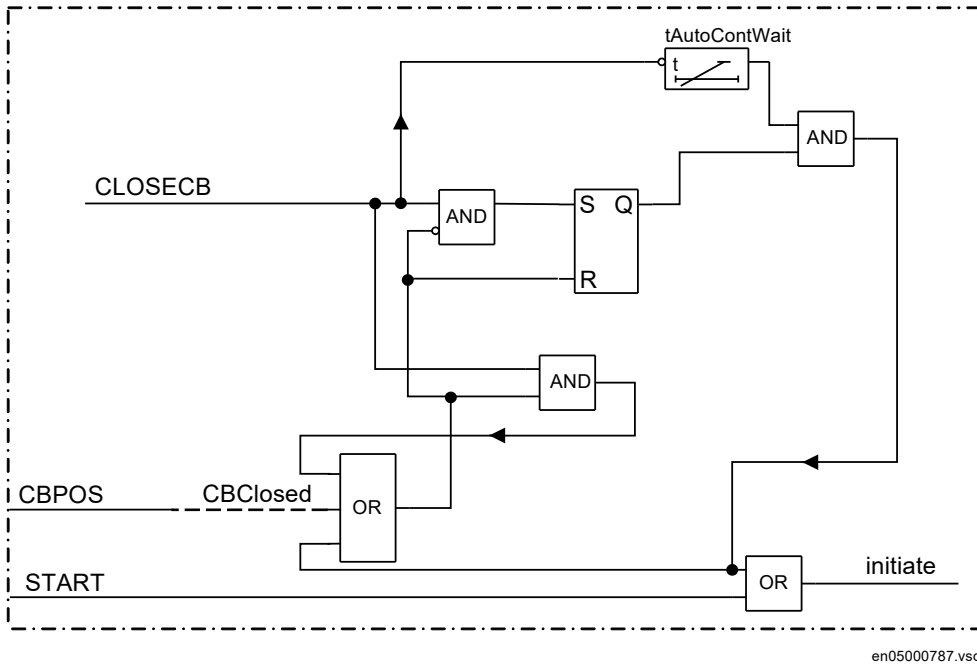 tAutoContWait
t
AND
CLOSECB
AND
S Q
R
AND
CBPOS
CBClosed
OR
START
OR
initiate
en05000787.vsd